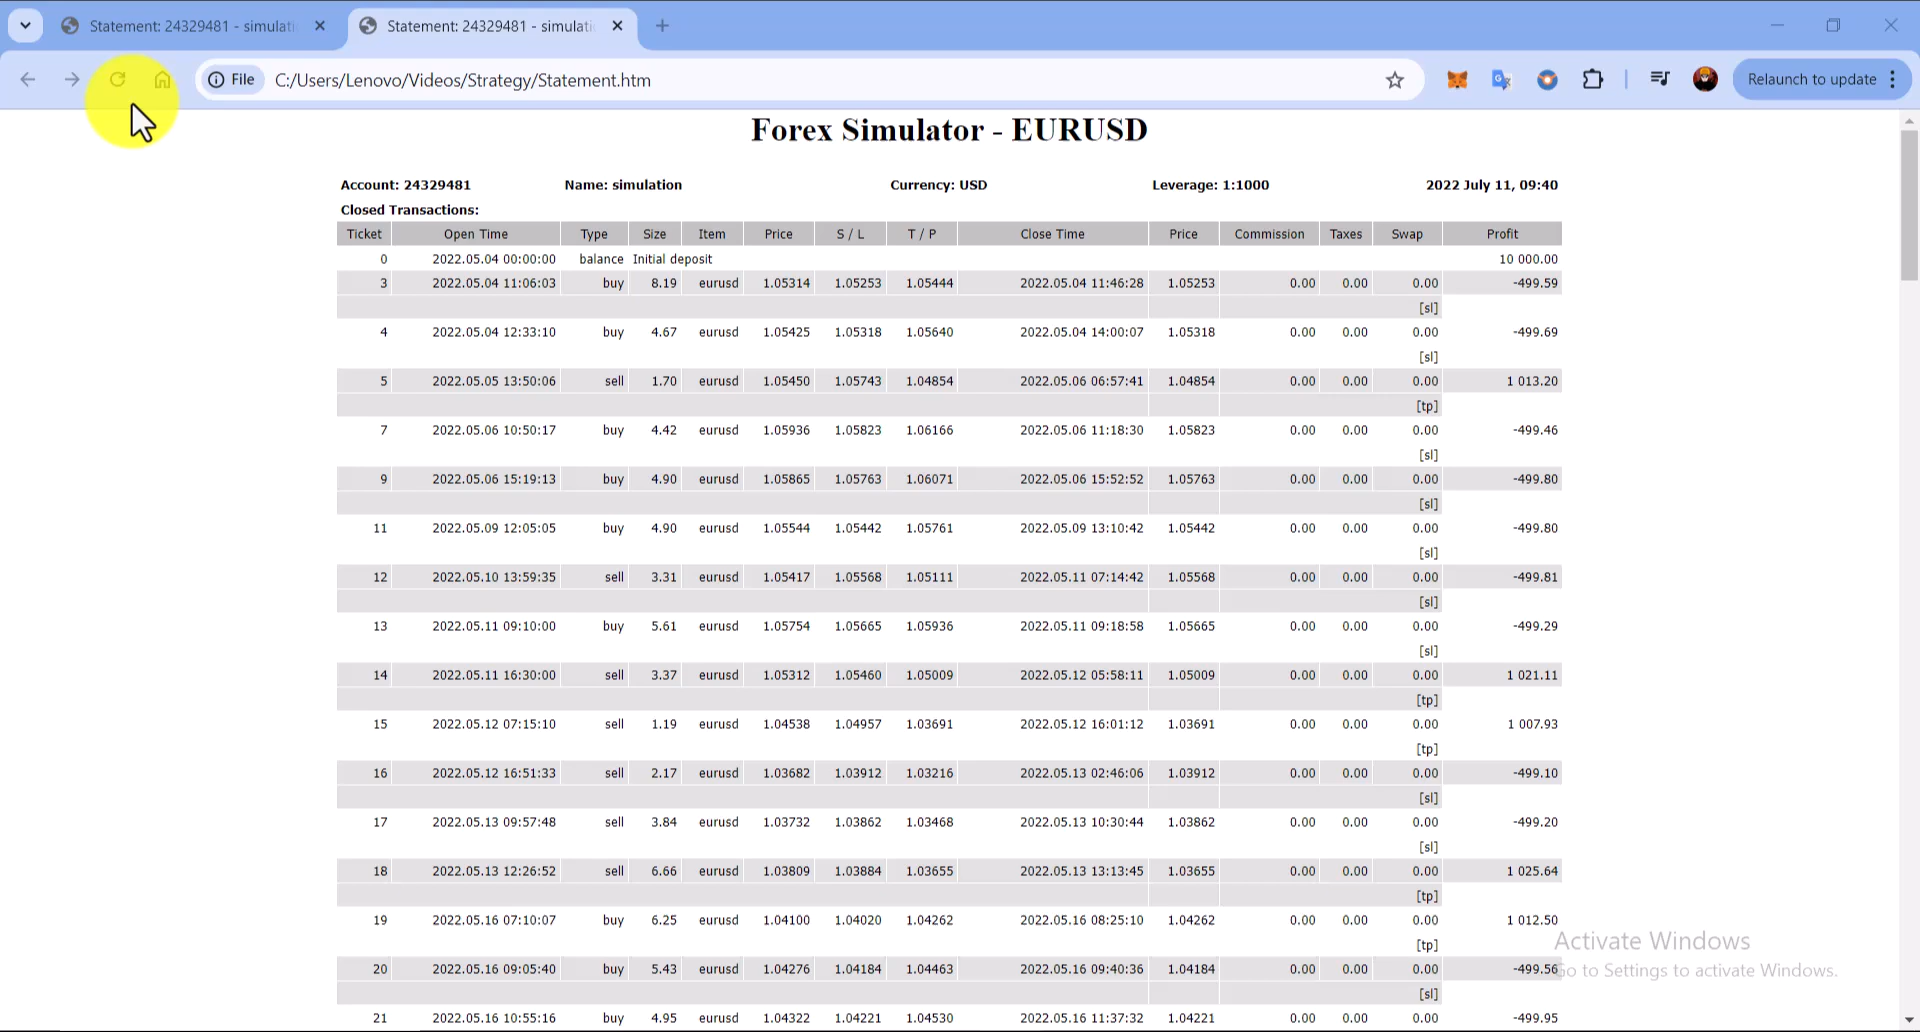 Statement: 24329481 - simulati
Statement: 24329481 - simulati
File C:/Users/Lenovo/Videos/Strategy/Statement.htm Relaunch to update
Forex Simulator - EURUSD
Account: 24329481 Name: simulation Currency: USD Leverage: 1:1000 2022 July 11, 09:40
Closed Transactions:
Ticket Open Time Type Size Item Price S / L T / P Close Time Price Commission Taxes Swap Profit
0 2022.05.04 00:00:00 balance Initial deposit 10 000.00
3 2022.05.04 11:06:03 buy 8.19 eurusd 1.05314 1.05253 1.05444 2022.05.04 11:46:28 1.05253 0.00 0.00 0.00 -499.59
[sl]
4 2022.05.04 12:33:10 buy 4.67 eurusd 1.05425 1.05318 1.05640 2022.05.04 14:00:07 1.05318 0.00 0.00 0.00 -499.69
[sl]
5 2022.05.05 13:50:06 sell 1.70 eurusd 1.05450 1.05743 1.04854 2022.05.06 06:57:41 1.04854 0.00 0.00 0.00 1 013.20
[tp]
7 2022.05.06 10:50:17 buy 4.42 eurusd 1.05936 1.05823 1.06166 2022.05.06 11:18:30 1.05823 0.00 0.00 0.00 -499.46
[sl]
9 2022.05.06 15:19:13 buy 4.90 eurusd 1.05865 1.05763 1.06071 2022.05.06 15:52:52 1.05763 0.00 0.00 0.00 -499.80
[sl]
11 2022.05.09 12:05:05 buy 4.90 eurusd 1.05544 1.05442 1.05761 2022.05.09 13:10:42 1.05442 0.00 0.00 0.00 -499.80
[sl]
12 2022.05.10 13:59:35 sell 3.31 eurusd 1.05417 1.05568 1.05111 2022.05.11 07:14:42 1.05568 0.00 0.00 0.00 -499.81
[sl]
13 2022.05.11 09:10:00 buy 5.61 eurusd 1.05754 1.05665 1.05936 2022.05.11 09:18:58 1.05665 0.00 0.00 0.00 -499.29
[sl]
14 2022.05.11 16:30:00 sell 3.37 eurusd 1.05312 1.05460 1.05009 2022.05.12 05:58:11 1.05009 0.00 0.00 0.00 1 021.11
[tp]
15 2022.05.12 07:15:10 sell 1.19 eurusd 1.04538 1.04957 1.03691 2022.05.12 16:01:12 1.03691 0.00 0.00 0.00 1 007.93
[tp]
16 2022.05.12 16:51:33 sell 2.17 eurusd 1.03682 1.03912 1.03216 2022.05.13 02:46:06 1.03912 0.00 0.00 0.00 -499.10
[sl]
17 2022.05.13 09:57:48 sell 3.84 eurusd 1.03732 1.03862 1.03468 2022.05.13 10:30:44 1.03862 0.00 0.00 0.00 -499.20
[sl]
18 2022.05.13 12:26:52 sell 6.66 eurusd 1.03809 1.03884 1.03655 2022.05.13 13:13:45 1.03655 0.00 0.00 0.00 1 025.64
[tp]
19 2022.05.16 07:10:07 buy 6.25 eurusd 1.04100 1.04020 1.04262 2022.05.16 08:25:10 1.04262 0.00 0.00 0.00 1 012.50
Activate Windows
[tp]
20 2022.05.16 09:05:40 buy 5.43 eurusd 1.04276 1.04184 1.04463 2022.05.16 09:40:36 1.04184 0.00 0.00 0.00 -499.56
Go to Settings to activate Windows.
[sl]
21 2022.05.16 10:55:16 buy 4.95 eurusd 1.04322 1.04221 1.04530 2022.05.16 11:37:32 1.04221 0.00 0.00 0.00 -499.95